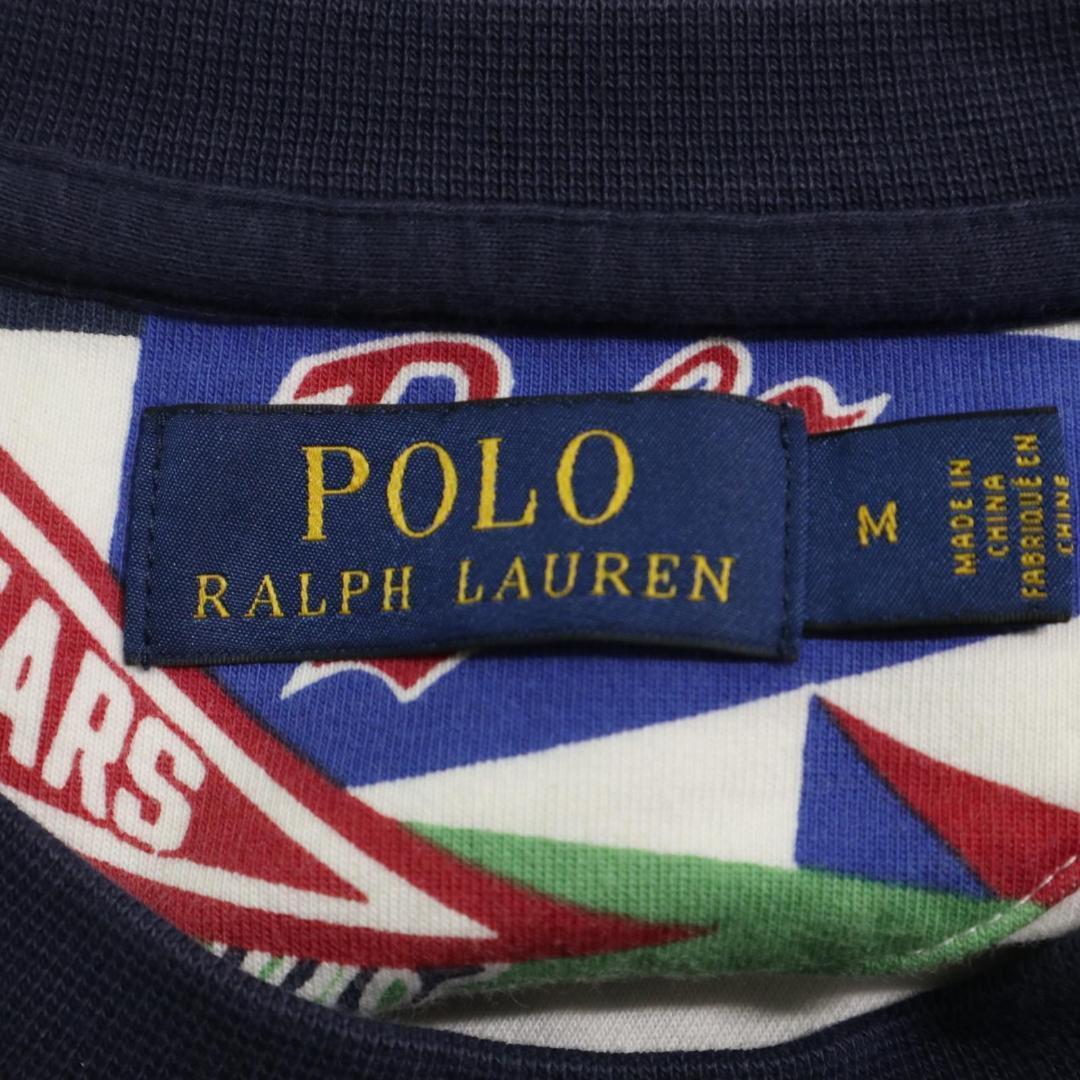 POLO
RALPH LAUREN
M
MADE IN
CHINA
FABRIQUÉ EN
CHINE
ARS